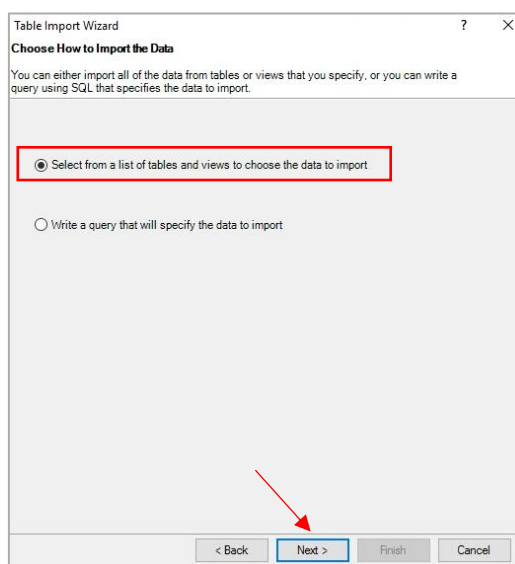 Table Import Wizard ? X
Choose How to Import the Data
You can either import all of the data from tables or views that you specify, or you can write a
query using SQL that specifies the data to import.
Select from a list of tables and views to choose the data to import
Write a query that will specify the data to import
< Back Next > Finish Cancel